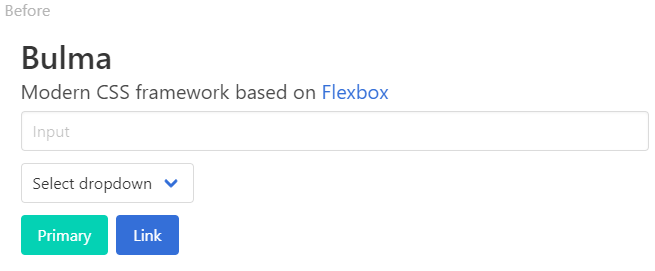 Before
Bulma
Modern CSS framework based on Flexbox
Input
Select dropdown
Primary Link